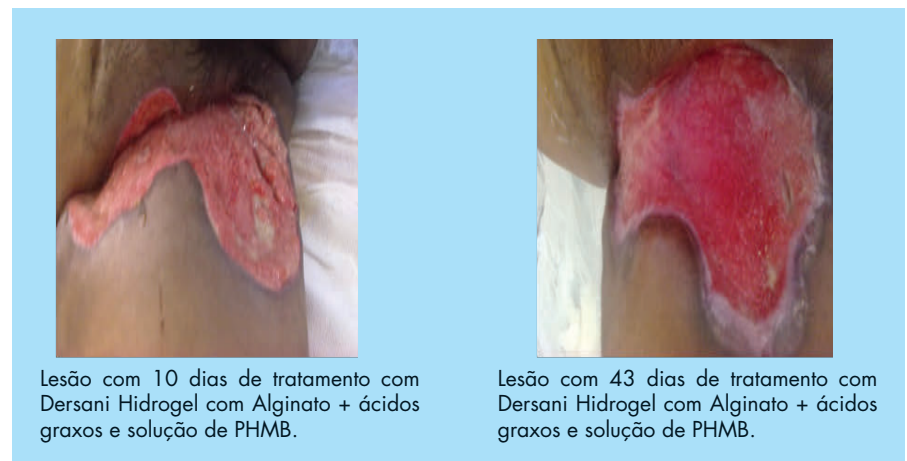 Lesão com 10 dias de tratamento com
Dersani Hidrogel com Alginato + ácidos
graxos e solução de PHMB.
Lesão com 43 dias de tratamento com
Dersani Hidrogel com Alginato + ácidos
graxos e solução de PHMB.